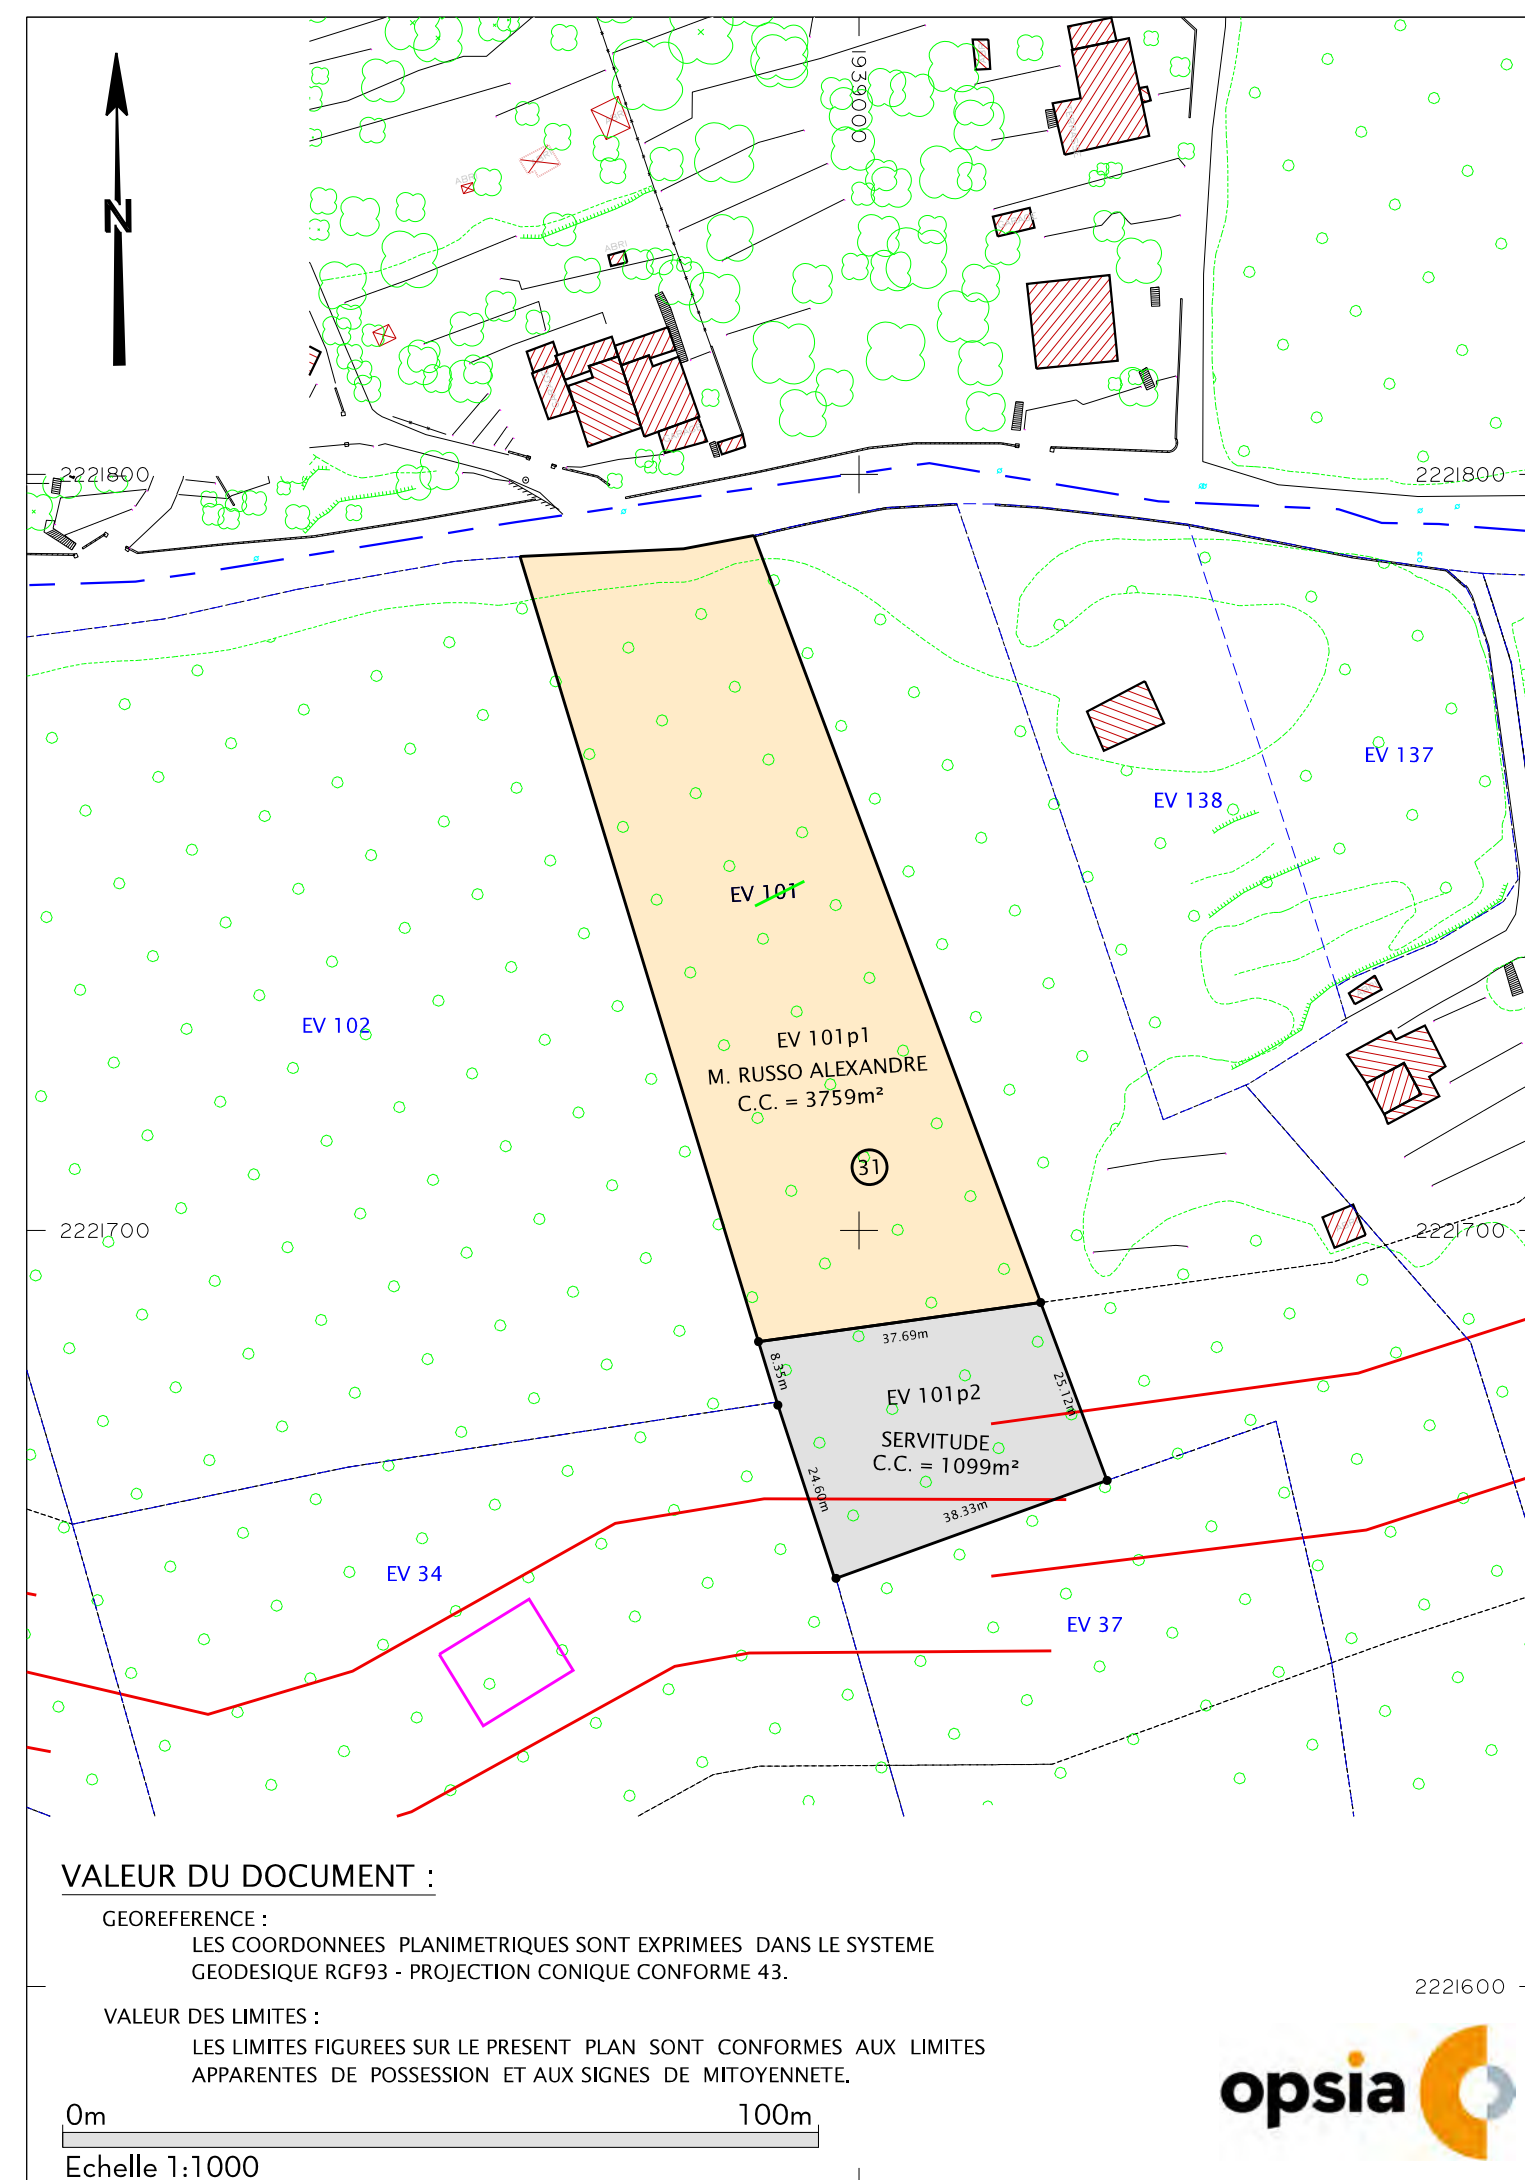 N
1939000
ABRI
ABRI
2221800
2221800
EV 137
EV 138
EV 101
EV 102
EV 101p1
M. RUSSO ALEXANDRE
C.C. = 3759m²
31
2221700
2221700
37.69m
8.35m
25.12m
EV 101p2
SERVITUDE
C.C. = 1099m²
24.60m
38.33m
EV 34
EV 37
VALEUR DU DOCUMENT :
GEOREFERENCE :
LES COORDONNEES PLANIMETRIQUES SONT EXPRIMEES DANS LE SYSTEME
GEODESIQUE RGF93 - PROJECTION CONIQUE CONFORME 43.
2221600
VALEUR DES LIMITES :
LES LIMITES FIGUREES SUR LE PRESENT PLAN SONT CONFORMES AUX LIMITES
APPARENTES DE POSSESSION ET AUX SIGNES DE MITOYENNETE.
opsia
0m 100m
Echelle 1:1000